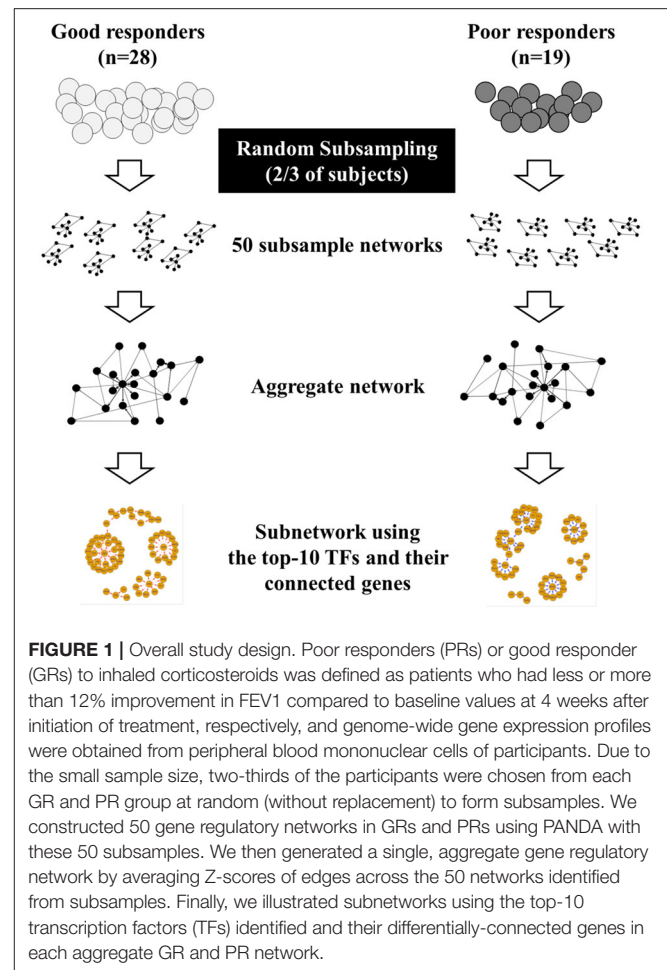 Good responders
(n=28)
Poor responders
(n=19)
Random Subsampling
(2/3 of subjects)
50 subsample networks
Aggregate network
Subnetwork using
the top-10 TFs and their
connected genes
FIGURE 1 | Overall study design. Poor responders (PRs) or good responder
(GRs) to inhaled corticosteroids was defined as patients who had less or more
than 12% improvement in FEV1 compared to baseline values at 4 weeks after
initiation of treatment, respectively, and genome-wide gene expression profiles
were obtained from peripheral blood mononuclear cells of participants. Due to
the small sample size, two-thirds of the participants were chosen from each
GR and PR group at random (without replacement) to form subsamples. We
constructed 50 gene regulatory networks in GRs and PRs using PANDA with
these 50 subsamples. We then generated a single, aggregate gene regulatory
network by averaging Z-scores of edges across the 50 networks identified
from subsamples. Finally, we illustrated subnetworks using the top-10
transcription factors (TFs) identified and their differentially-connected genes in
each aggregate GR and PR network.